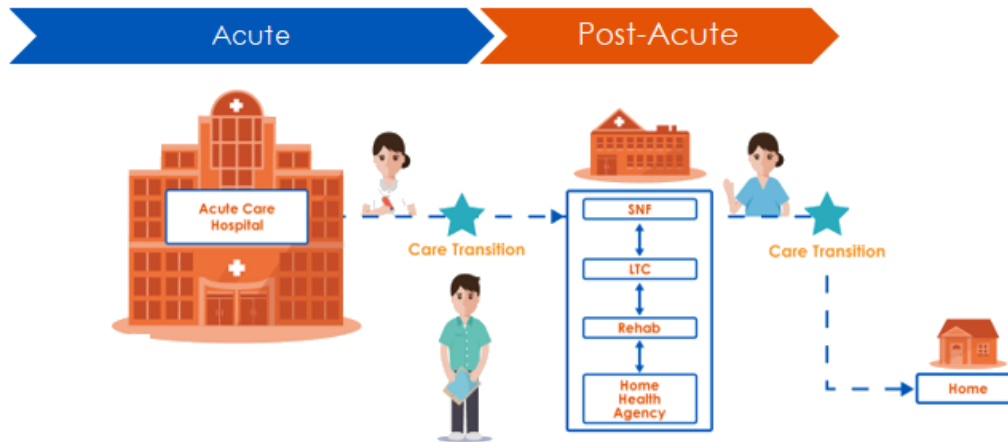 Acute
Post-Acute
Acute Care
Hospital
Care Transition
SNF
LTC
Rehab
Home
Health
Agency
Care Transition
Home